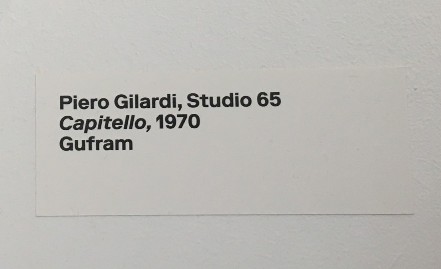 Piero Gilardi, Studio 65
Capitello, 1970
Gufram